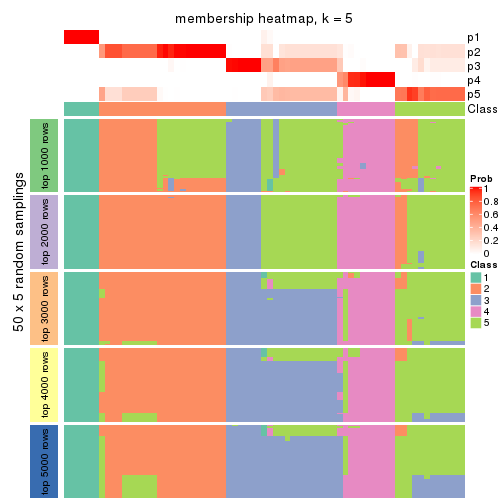 membership heatmap, k = 5
p1
p2
p3
p4
p5
Class
50 x 5 random samplings
top 1000 rows
top 2000 rows
top 3000 rows
top 4000 rows
top 5000 rows
Prob
1
0.8
0.6
0.4
0.2
0
Class
1
2
3
4
5